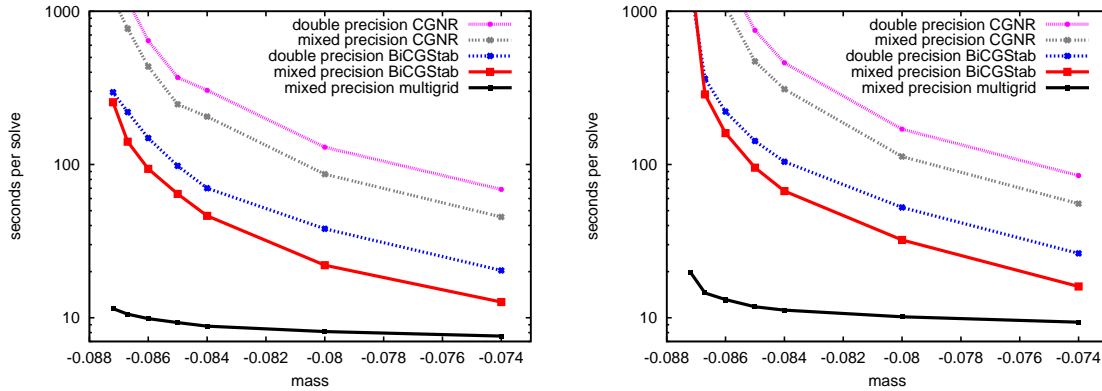 1000
100
10
seconds per solve
double precision CGNR
mixed precision CGNR
double precision BiCGStab
mixed precision BiCGStab
mixed precision multigrid
-0.088 -0.086 -0.084 -0.082 -0.08 -0.078 -0.076 -0.074
mass
1000
100
10
seconds per solve
double precision CGNR
mixed precision CGNR
double precision BiCGStab
mixed precision BiCGStab
mixed precision multigrid
-0.088 -0.086 -0.084 -0.082 -0.08 -0.078 -0.076 -0.074
mass